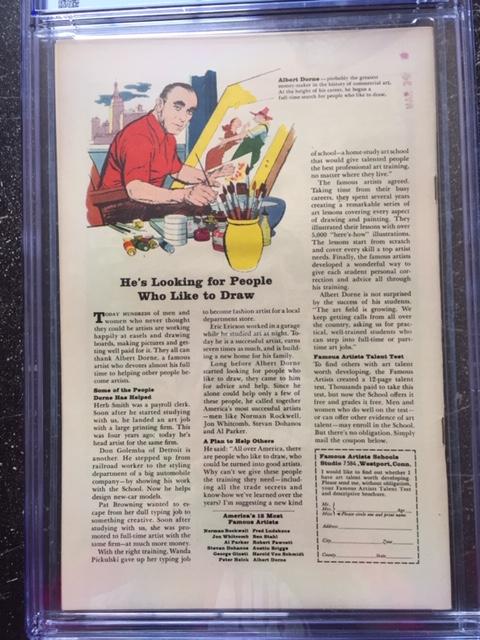 Albert Dorne—probably the greatest
money-maker in the history of commercial art.
At the height of his career, he began a
full-time search for people who like to draw.
He's Looking for People
Who Like to Draw
TODAY HUNDREDS of men and
women who never thought
they could be artists are working
happily at easels and drawing
boards, making pictures and get-
ting well paid for it. They all can
thank Albert Dorne, a famous
artist who devotes almost his full
time to helping other people be-
come artists.
Some of the People
Dorne Has Helped
Herb Smith was a payroll clerk.
Soon after he started studying
with us, he landed an art job
with a large printing firm.
This was four years ago; today he's
head artist for the same firm.
Don Golemba of Detroit is
another. He stepped up from
railroad worker to the styling
department of a big automobile
company—by showing his work
with the School. Now he helps
design new-car models.
Pat Browning wanted to es-
cape from her dull typing job to
something creative. Soon after
studying with us, she was pro-
moted to full-time artist with the
same firm—at much more money.
With the right training, Wanda
Pickulski gave up her typing job
to become fashion artist for a local
department store.
Eric Ericson worked in a garage
while he studied art at night. To-
day he is a successful artist, earns
seven times as much, and is build-
ing a new home for his family.
Long before Albert Dorne
started looking for people who
like to draw, they came to him
for advice and help. Since he
alone could help only a few of
these people, he called together
America's most successful artists
—men like Norman Rockwell,
Jon Whitcomb, Stevan Dohanos
and Al Parker.
A Plan to Help Others
He said: "All over America, there
are people who like to draw, who
could be turned into good artists.
Why can't we give these people
the training they need—includ-
ing all the trade secrets and
know-how we've learned over the
years? I'm suggesting a new kind
America's 12 Most
Famous Artists
Norman Rockwell Fred Ludekens
Jon Whitcomb Ben Stahl
Al Parker Robert Fawcett
Stevan Dohanos Austin Briggs
George Giusti Harold Von Schmidt
Peter Helck Albert Dorne
of school—a home-study art school
that would give talented people
the best professional art training,
no matter where they live."
The famous artists agreed.
Taking time from their busy
careers, they spent several years
creating a remarkable series of
art lessons covering every aspect
of drawing and painting. They
illustrated their lessons with over
5,000 "here's-how" illustrations.
The lessons start from scratch
and cover every skill a top artist
needs. Finally, the famous artists
developed a wonderful way to
give each student personal cor-
rection and advice all through
his training.
Albert Dorne is not surprised
by the success of his students.
"The art field is growing. We
keep getting calls from all over
the country, asking us for prac-
tical, well-trained students who
can step into full-time or part-
time art jobs."
Famous Artists Talent Test
To find others with art talent
worth developing, the Famous
Artists created a 12-page talent
test. Thousands paid to take this
test, but now the School offers it
free and grades it free. Men and
women who do well on the test—
or can offer other evidence of art
talent—may enroll in the School.
But there's no obligation. Simply
mail the coupon below.
Famous Artists Schools
Studio 7584, Westport, Conn.
I would like to find out whether I
have art talent worth developing.
Please send me, without obligation,
your Famous Artists Talent Test
and descriptive brochure.
Mr.
Mrs. Age
Miss Please circle one and print name
Address
City Zone
County State